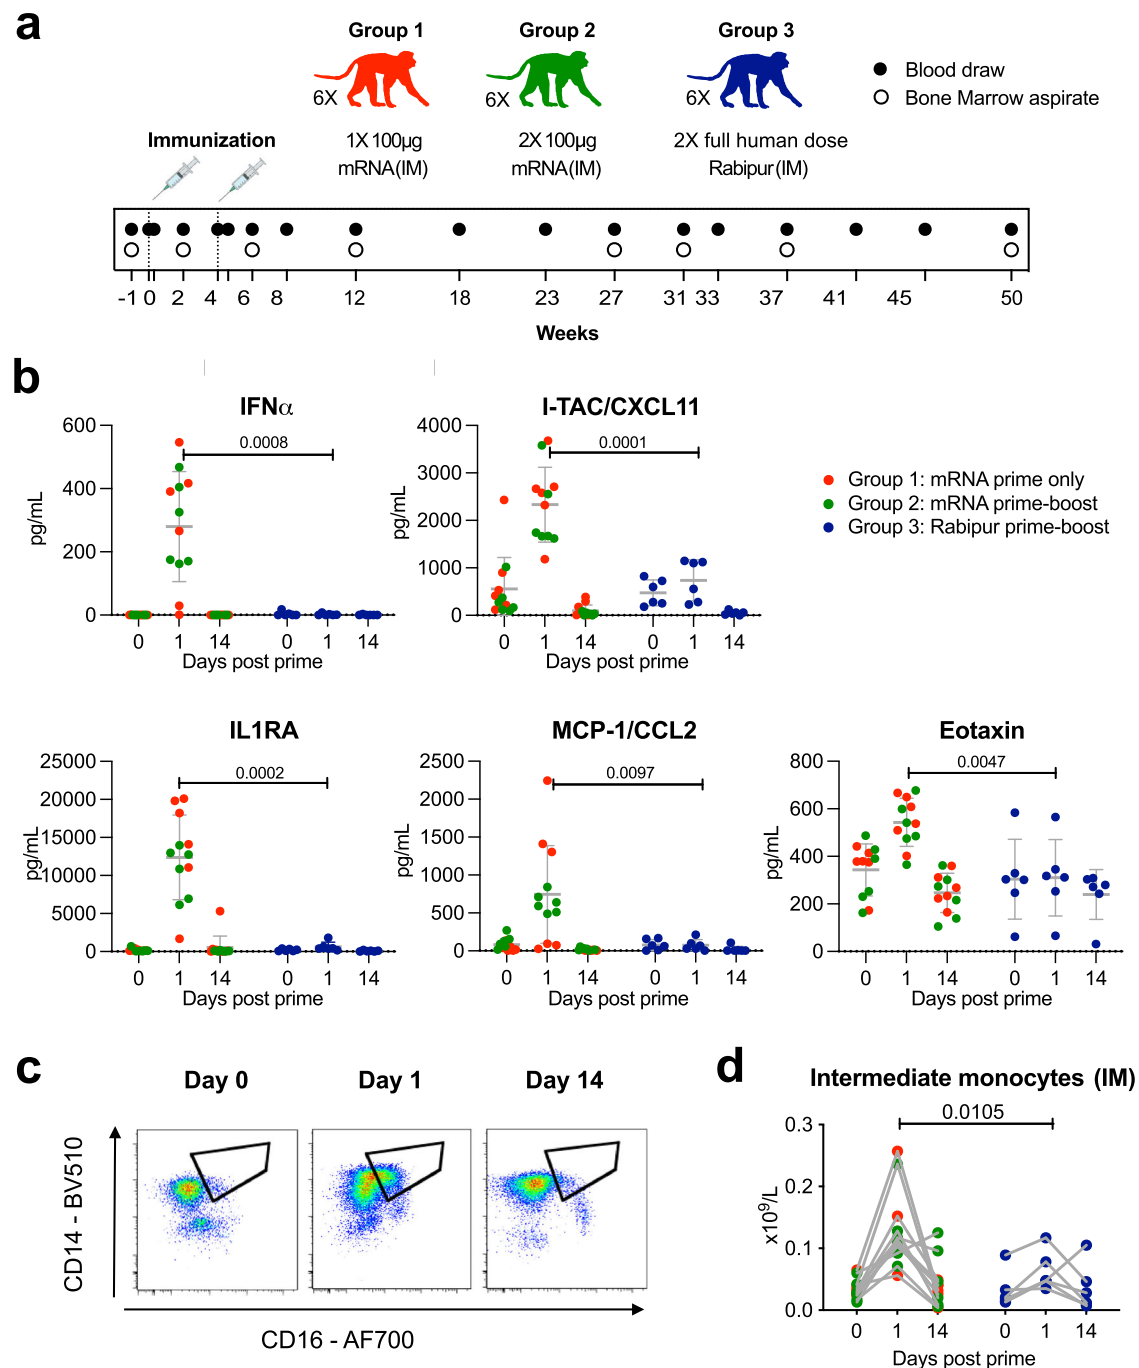 a
Group 1
Group 2
Group 3
6X
6X
6X
Blood draw
Bone Marrow aspirate
Immunization
1X 100µg
mRNA(IM)
2X 100µg
mRNA(IM)
2X full human dose
Rabipur(IM)
-1 0 2 4 6 8 12 18 23 27 31 33 37 41 45 50
Weeks
b
IFNα
pg/mL
600
400
200
0
0.0008
0 1 14 0 1 14
Days post prime
I-TAC/CXCL11
pg/mL
4000
3000
2000
1000
0
0.0001
0 1 14 0 1 14
Days post prime
Group 1: mRNA prime only
Group 2: mRNA prime-boost
Group 3: Rabipur prime-boost
IL1RA
pg/mL
25000
20000
15000
10000
5000
0
0.0002
0 1 14 0 1 14
Days post prime
MCP-1/CCL2
pg/mL
2500
2000
1500
1000
500
0
0.0097
0 1 14 0 1 14
Days post prime
Eotaxin
pg/mL
800
600
400
200
0
0.0047
0 1 14 0 1 14
Days post prime
c
Day 0
Day 1
Day 14
CD14 - BV510
CD16 - AF700
d
Intermediate monocytes (IM)
0.0105
x10⁹/L
0.3
0.2
0.1
0.0
0 1 14 0 1 14
Days post prime